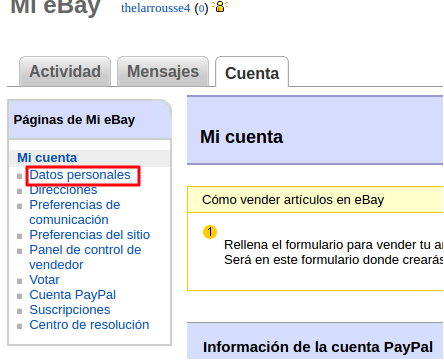 Mi eBay
thelarrousse4 (0)
Actividad
Mensajes
Cuenta
Páginas de Mi eBay
Mi cuenta
Datos personales
Direcciones
Preferencias de
comunicación
Preferencias del sitio
Panel de control de
vendedor
Votar
Cuenta PayPal
Suscripciones
Centro de resolución
Mi cuenta
Cómo vender artículos en eBay
1
Rellena el formulario para vender tu ar
Será en este formulario donde crearás
Información de la cuenta PayPal